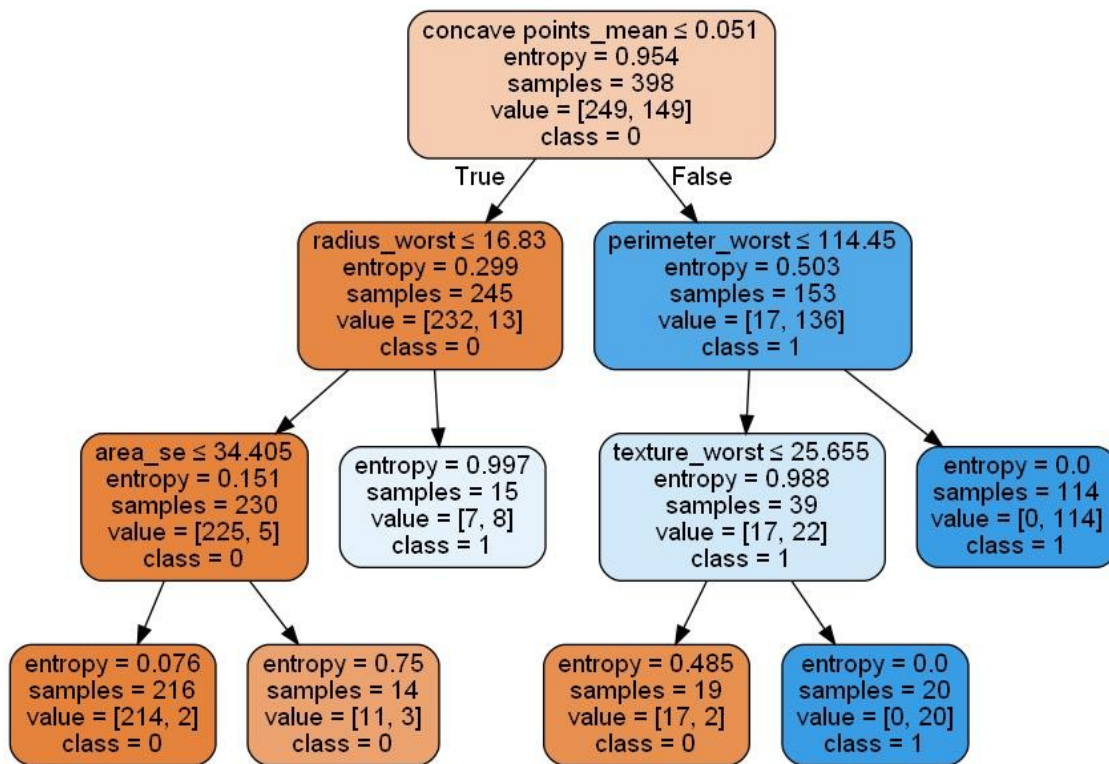 concave points_mean ≤ 0.051
entropy = 0.954
samples = 398
value = [249, 149]
class = 0
True
False
radius_worst ≤ 16.83
entropy = 0.299
samples = 245
value = [232, 13]
class = 0
perimeter_worst ≤ 114.45
entropy = 0.503
samples = 153
value = [17, 136]
class = 1
area_se ≤ 34.405
entropy = 0.151
samples = 230
value = [225, 5]
class = 0
entropy = 0.997
samples = 15
value = [7, 8]
class = 1
texture_worst ≤ 25.655
entropy = 0.988
samples = 39
value = [17, 22]
class = 1
entropy = 0.0
samples = 114
value = [0, 114]
class = 1
entropy = 0.076
samples = 216
value = [214, 2]
class = 0
entropy = 0.75
samples = 14
value = [11, 3]
class = 0
entropy = 0.485
samples = 19
value = [17, 2]
class = 0
entropy = 0.0
samples = 20
value = [0, 20]
class = 1